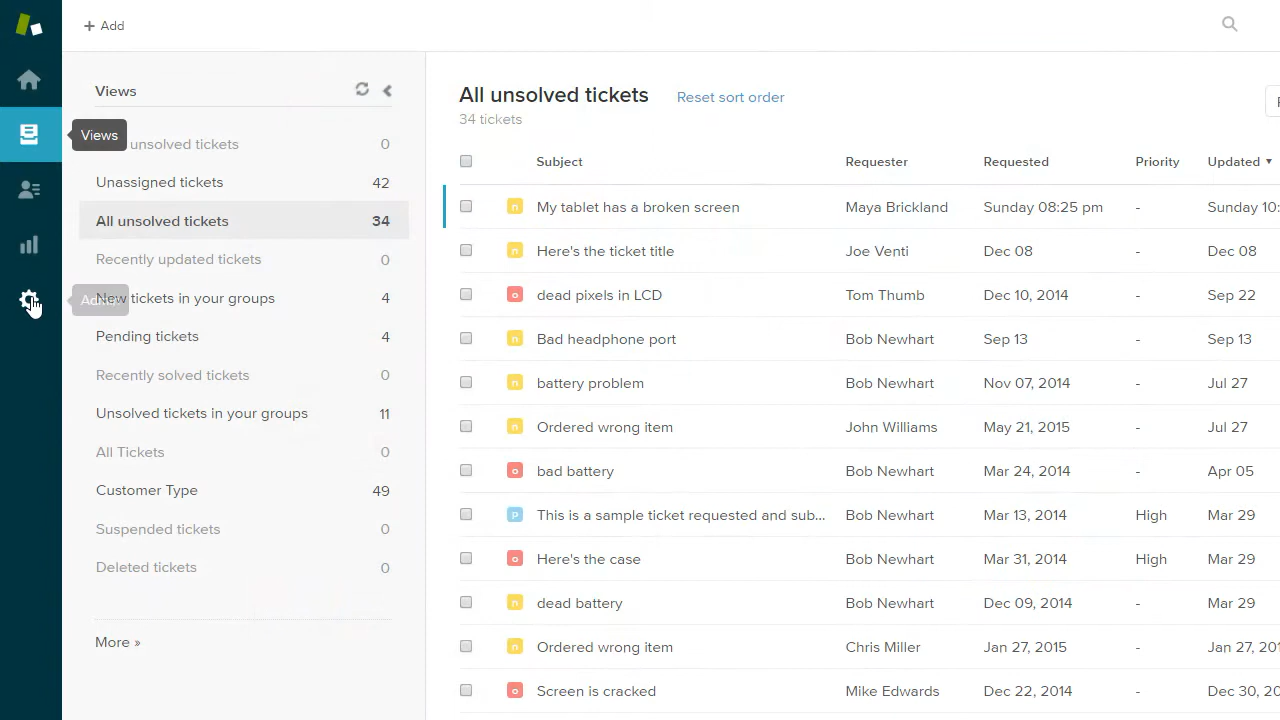 + Add
Views
Views
unsolved tickets 0
Unassigned tickets 42
All unsolved tickets 34
Recently updated tickets 0
New tickets in your groups 4
Pending tickets 4
Recently solved tickets 0
Unsolved tickets in your groups 11
All Tickets 0
Customer Type 49
Suspended tickets 0
Deleted tickets 0
More »
All unsolved tickets Reset sort order
34 tickets
Subject Requester Requested Priority Updated ▼
n My tablet has a broken screen Maya Brickland Sunday 08:25 pm - Sunday 10:
n Here's the ticket title Joe Venti Dec 08 - Dec 08
o dead pixels in LCD Tom Thumb Dec 10, 2014 - Sep 22
n Bad headphone port Bob Newhart Sep 13 - Sep 13
n battery problem Bob Newhart Nov 07, 2014 - Jul 27
n Ordered wrong item John Williams May 21, 2015 - Jul 27
o bad battery Bob Newhart Mar 24, 2014 - Apr 05
p This is a sample ticket requested and sub... Bob Newhart Mar 13, 2014 High Mar 29
o Here's the case Bob Newhart Mar 31, 2014 High Mar 29
n dead battery Bob Newhart Dec 09, 2014 - Mar 29
n Ordered wrong item Chris Miller Jan 27, 2015 - Jan 27, 201
o Screen is cracked Mike Edwards Dec 22, 2014 - Dec 30, 20